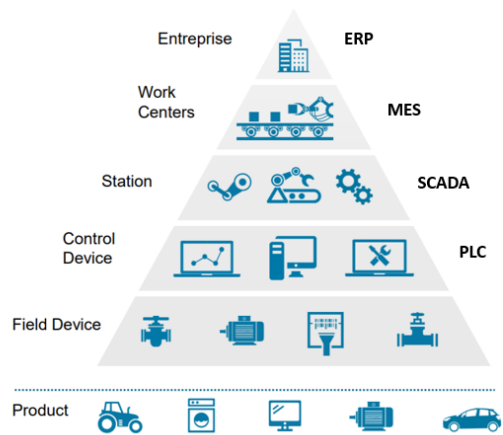 Entreprise
ERP
Work
Centers
MES
Station
SCADA
Control
Device
PLC
Field Device
Product